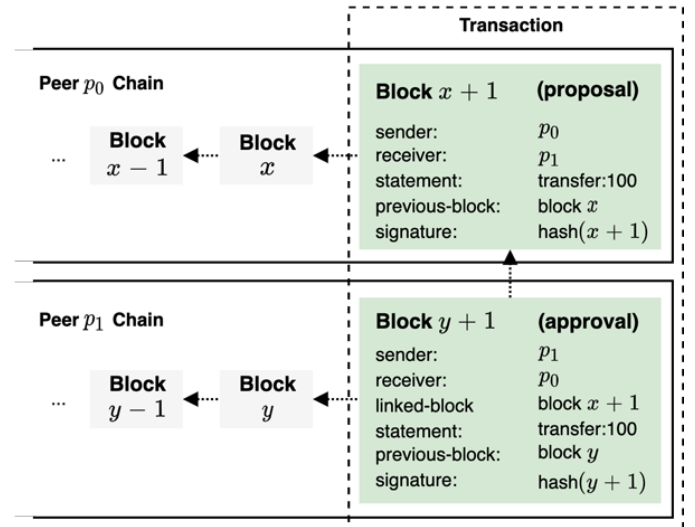 Transaction
Peer p₀ Chain
...
Block
x − 1
Block
x
Block x + 1 (proposal)
sender: p₀
receiver: p₁
statement: transfer:100
previous-block: block x
signature: hash(x + 1)
Peer p₁ Chain
...
Block
y − 1
Block
y
Block y + 1 (approval)
sender: p₁
receiver: p₀
linked-block block x + 1
statement: transfer:100
previous-block: block y
signature: hash(y + 1)